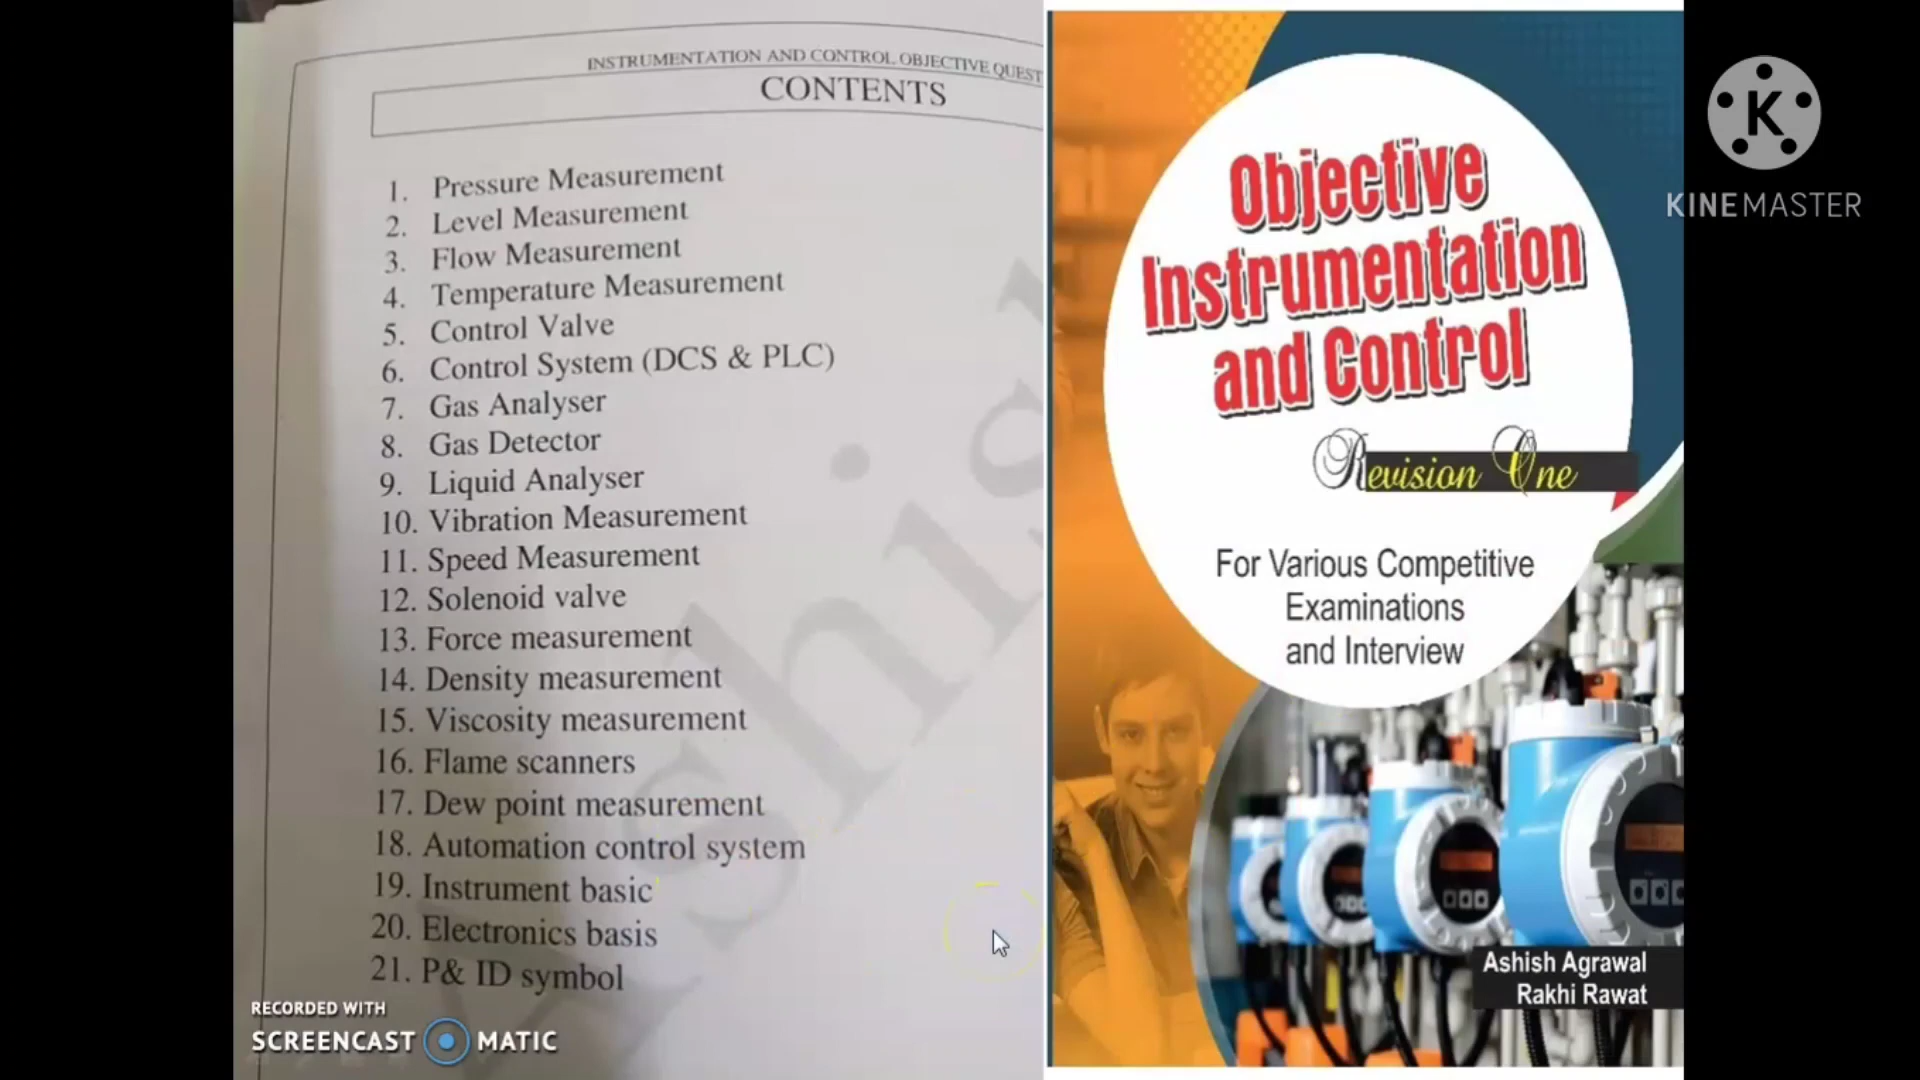 INSTRUMENTATION AND CONTROL OBJECTIVE QUEST
CONTENTS
1. Pressure Measurement
2. Level Measurement
3. Flow Measurement
4. Temperature Measurement
5. Control Valve
6. Control System (DCS & PLC)
7. Gas Analyser
8. Gas Detector
9. Liquid Analyser
10. Vibration Measurement
11. Speed Measurement
12. Solenoid valve
13. Force measurement
14. Density measurement
15. Viscosity measurement
16. Flame scanners
17. Dew point measurement
18. Automation control system
19. Instrument basic
20. Electronics basis
21. P& ID symbol
RECORDED WITH
SCREENCAST MATIC
Objective
Instrumentation
and Control
Revision One
For Various Competitive
Examinations
and Interview
Ashish Agrawal
Rakhi Rawat
K
KINEMASTER